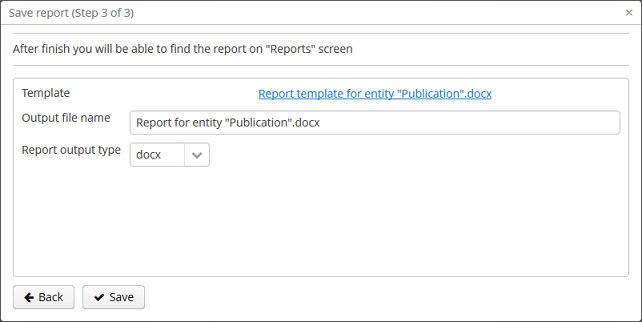 Save report (Step 3 of 3)
After finish you will be able to find the report on "Reports" screen
Template Report template for entity "Publication".docx
Output file name Report for entity "Publication".docx
Report output type docx
Back Save